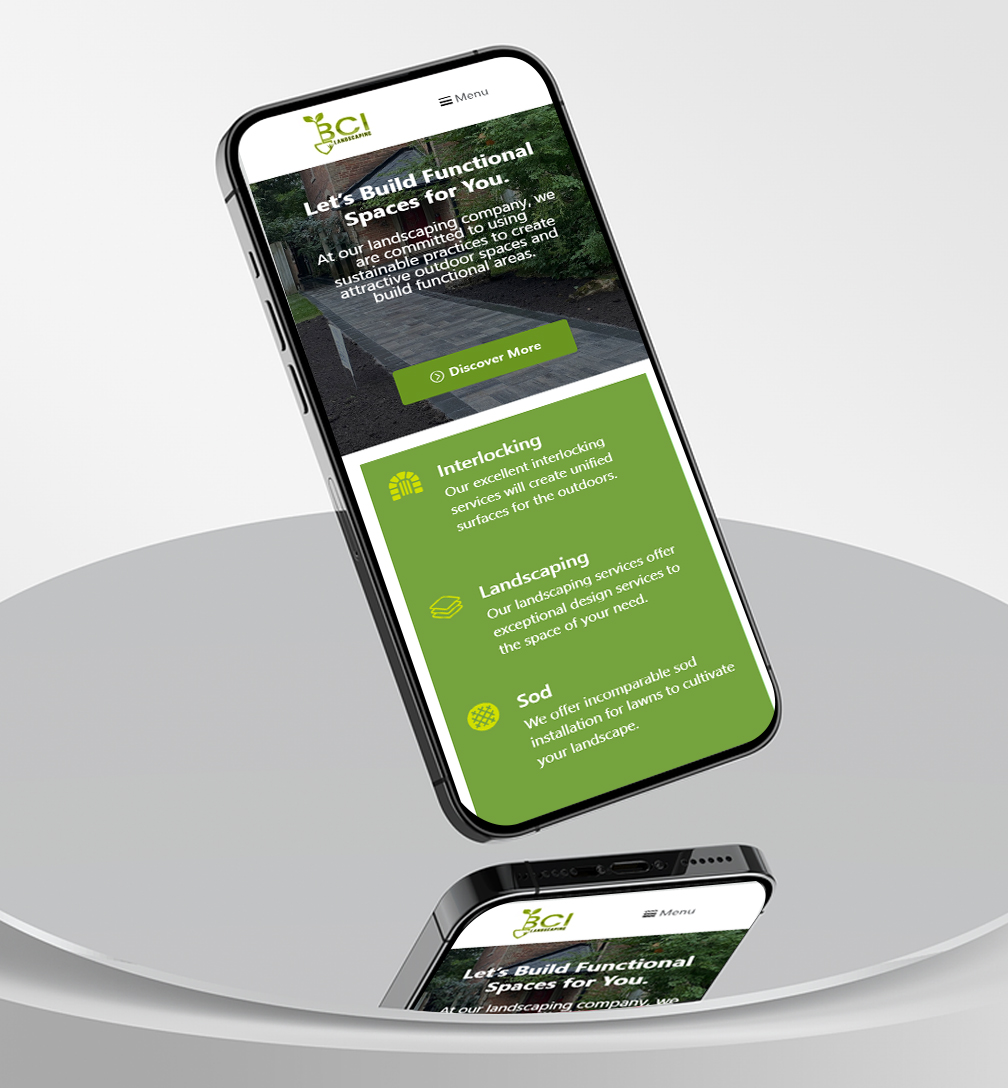 BCI
LANDSCAPING
Menu
Let's Build Functional
Spaces for You.
At our landscaping company, we
are committed to using
sustainable practices to create
attractive outdoor spaces and
build functional areas.
Discover More
Interlocking
Our excellent interlocking
services will create unified
surfaces for the outdoors.
Landscaping
Our landscaping services offer
exceptional design services to
the space of your need.
Sod
We offer incomparable sod
installation for lawns to cultivate
your landscape.
BCI
LANDSCAPING
Menu
Let's Build Functional
Spaces for You.
At our landscaping company, we